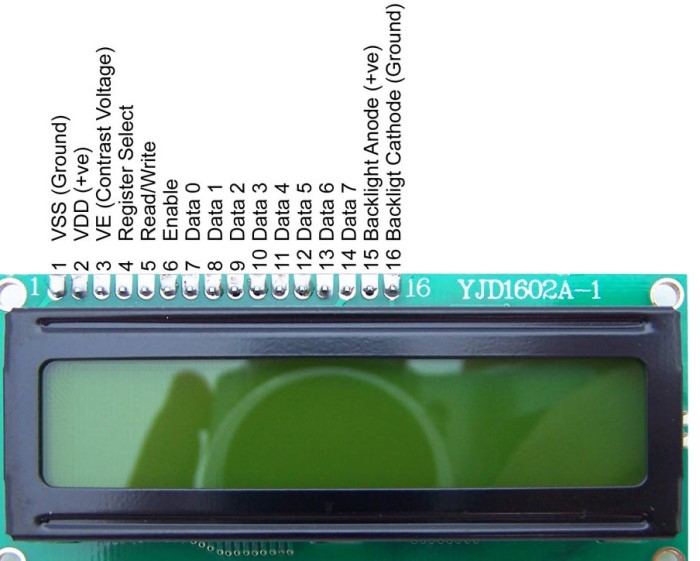 1 VSS (Ground)
2 VDD (+ve)
3 VE (Contrast Voltage)
4 Register Select
5 Read/Write
6 Enable
7 Data 0
8 Data 1
9 Data 2
10 Data 3
11 Data 4
12 Data 5
13 Data 6
14 Data 7
15 Backlight Anode (+ve)
16 Backligt Cathode (Ground)
1
16
YJD1602A-1